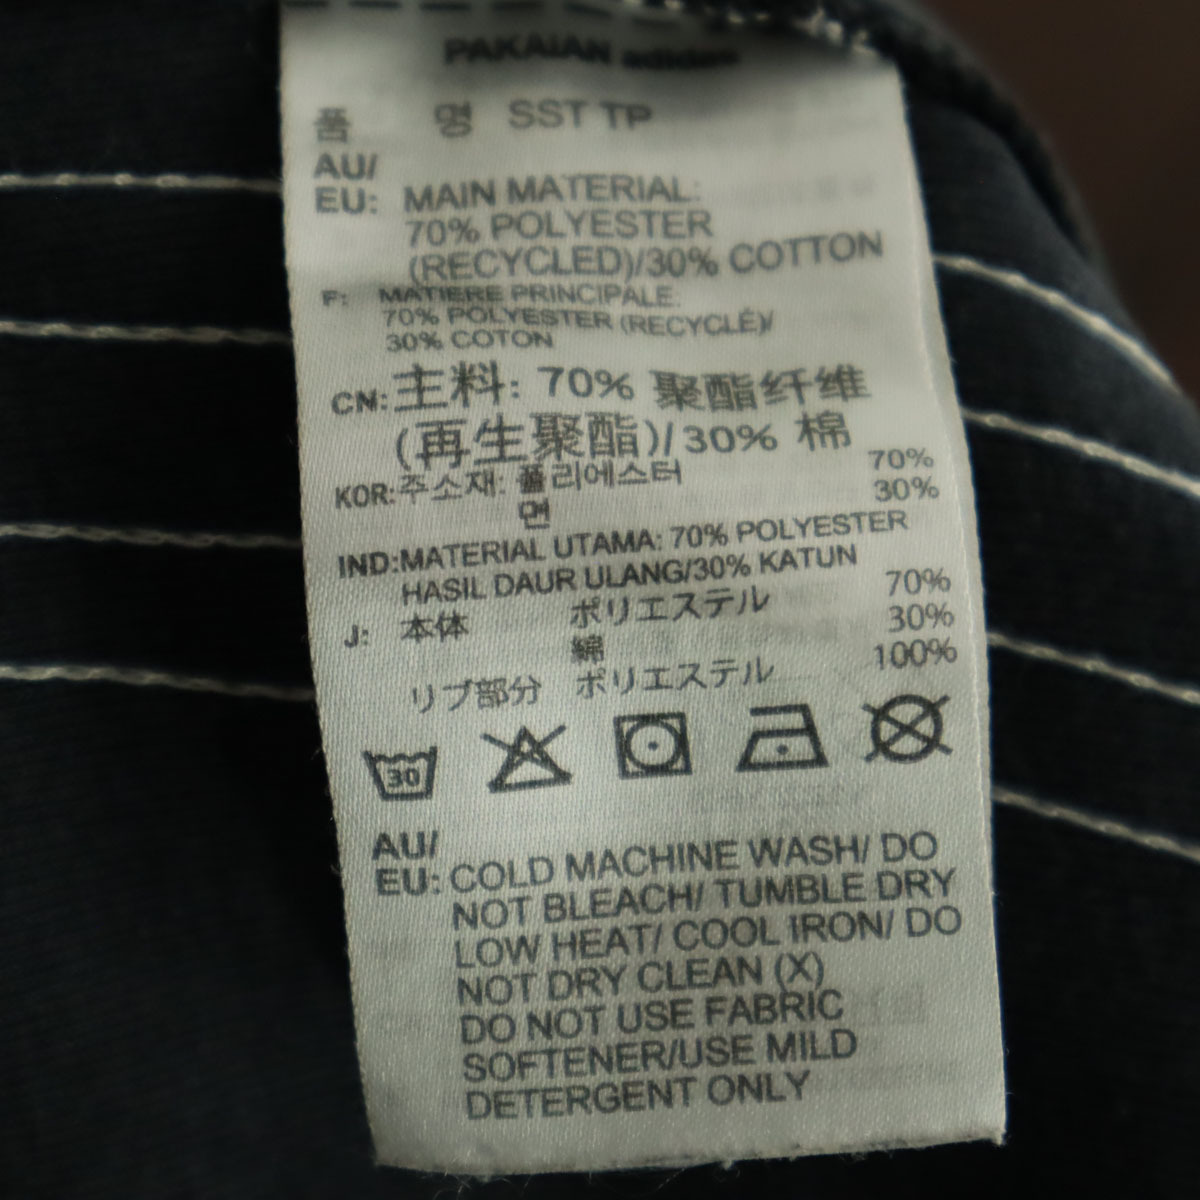 PAKAIAN adidas
품 명 SST TP
AU/
EU: MAIN MATERIAL:
70% POLYESTER
(RECYCLED)/30% COTTON
F: MATIERE PRINCIPALE:
70% POLYESTER (RECYCLÉ)/
30% COTON
CN: 主料: 70% 聚酯纤维
(再生聚酯)/30% 棉
KOR: 주소재: 폴리에스터 70%
면 30%
IND: MATERIAL UTAMA: 70% POLYESTER
HASIL DAUR ULANG/30% KATUN
J: 本体 ポリエステル 70%
綿 30%
リブ部分 ポリエステル 100%
30
AU/
EU: COLD MACHINE WASH/ DO
NOT BLEACH/ TUMBLE DRY
LOW HEAT/ COOL IRON/ DO
NOT DRY CLEAN (X)
DO NOT USE FABRIC
SOFTENER/USE MILD
DETERGENT ONLY